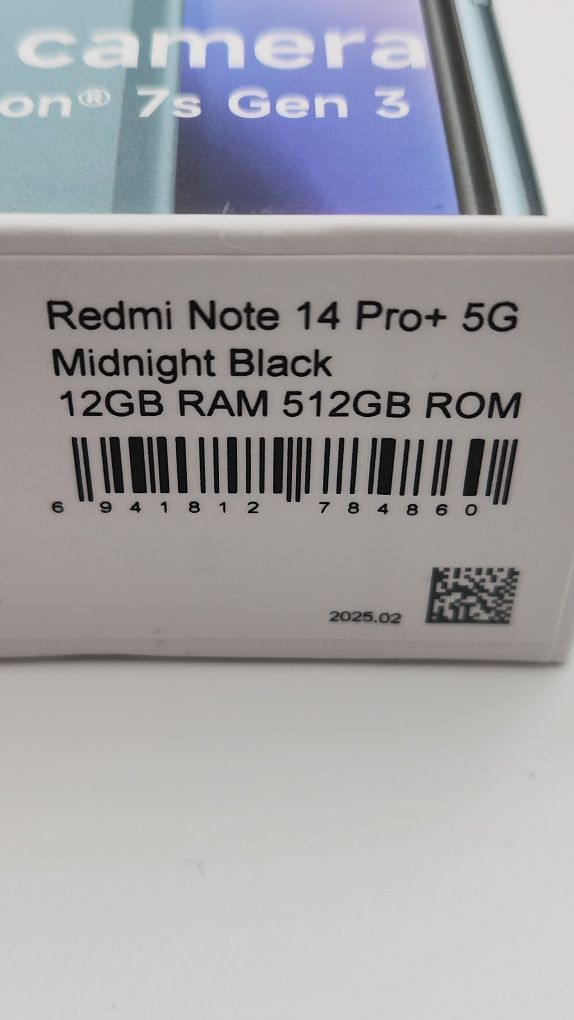 camera
on® 7s Gen 3
Redmi Note 14 Pro+ 5G
Midnight Black
12GB RAM 512GB ROM
6 941812 784860
2025.02